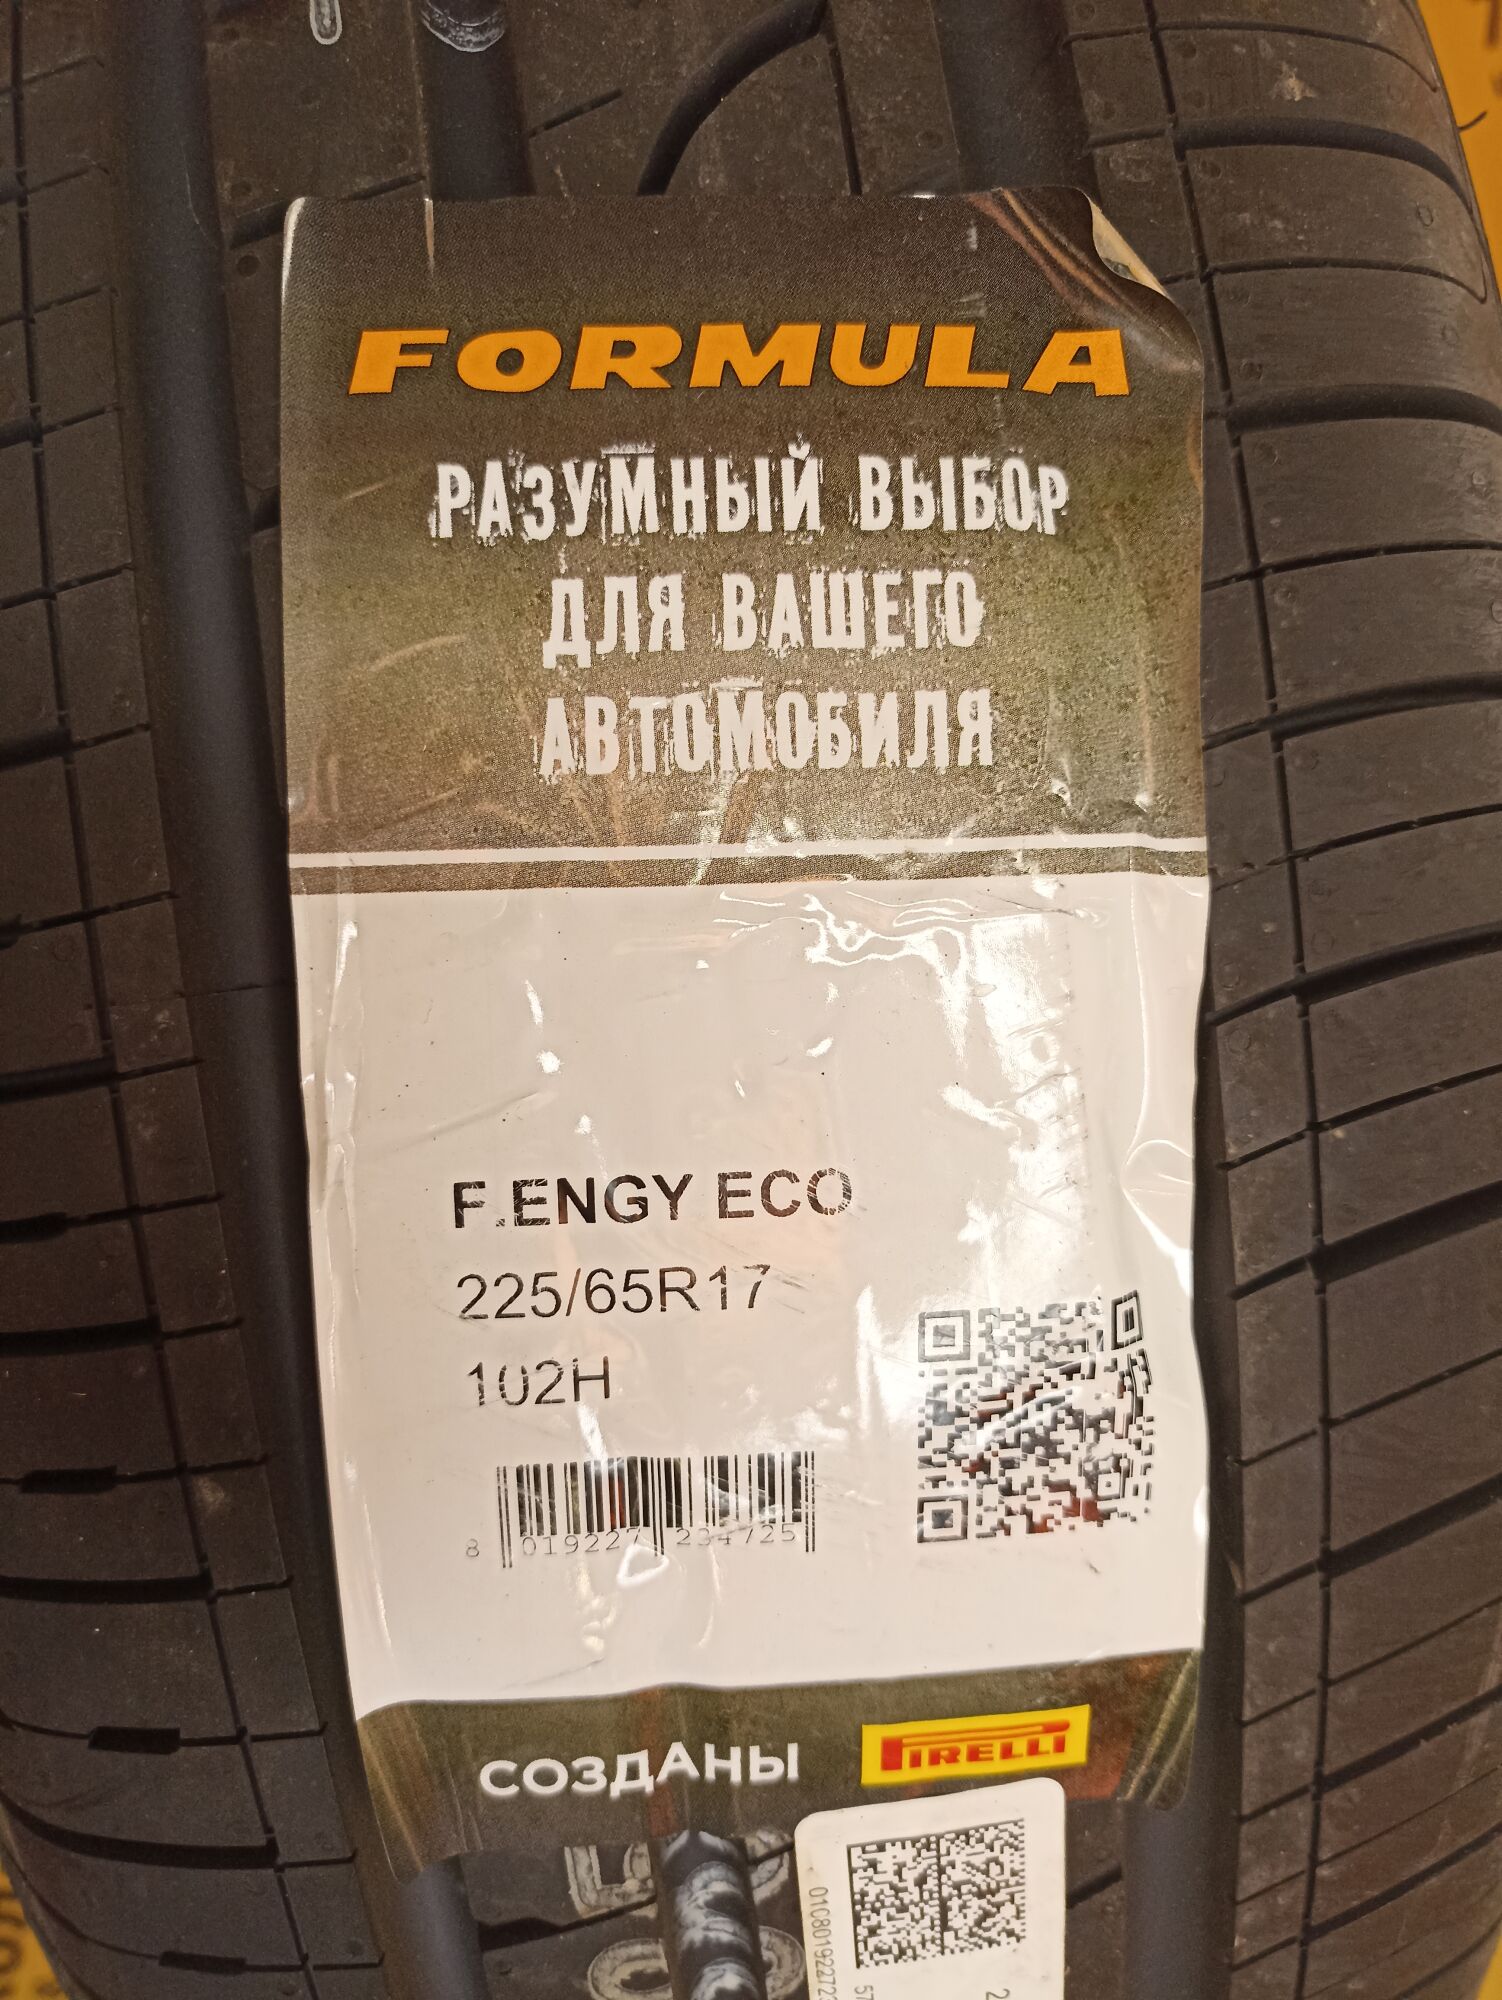 FORMULA
РАЗУМНЫЙ ВЫБОР
ДЛЯ ВАШЕГО
АВТОМОБИЛЯ
F.ENGY ECO
225/65R17
102H
8 019227 234725
СОЗДАНЫ PIRELLI